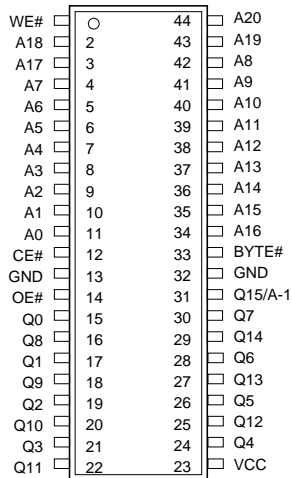 WE# 44 A20
A18 2 43 A19
A17 3 42 A8
A7 4 41 A9
A6 5 40 A10
A5 6 39 A11
A4 7 38 A12
A3 8 37 A13
A2 9 36 A14
A1 10 35 A15
A0 11 34 A16
CE# 12 33 BYTE#
GND 13 32 GND
OE# 14 31 Q15/A-1
Q0 15 30 Q7
Q8 16 29 Q14
Q1 17 28 Q6
Q9 18 27 Q13
Q2 19 26 Q5
Q10 20 25 Q12
Q3 21 24 Q4
Q11 22 23 VCC